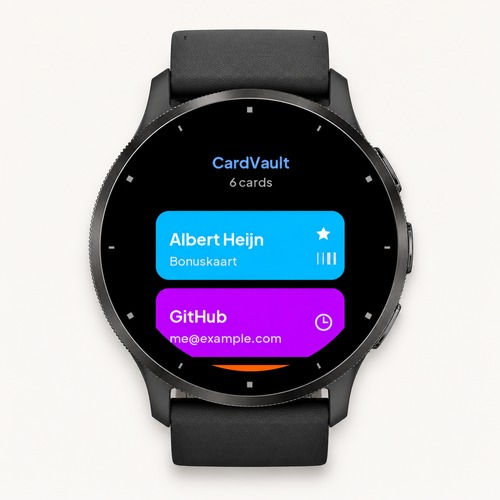 CardVault
6 cards
Albert Heijn
Bonuskaart
GitHub
me@example.com